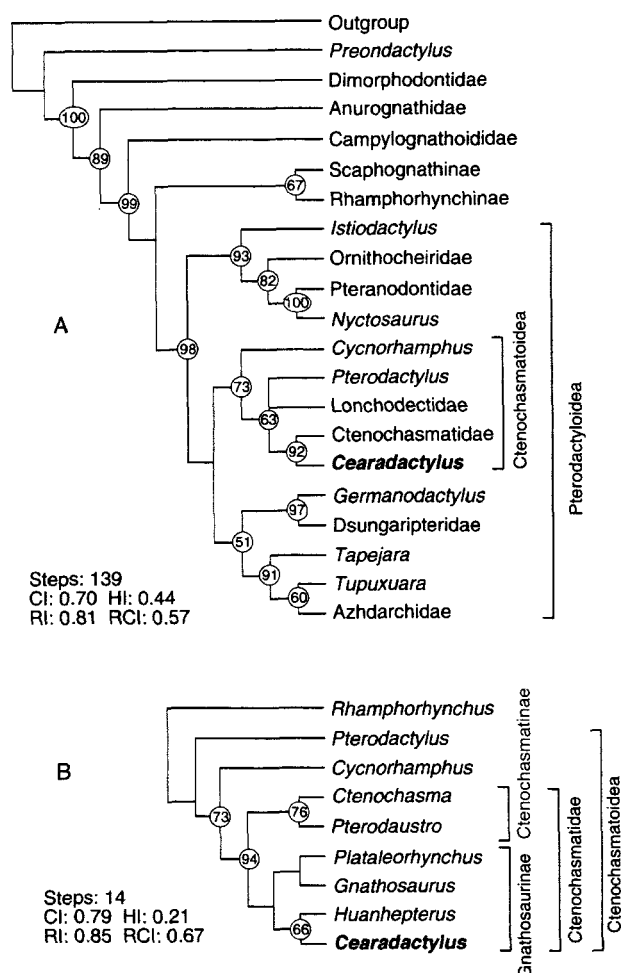 Outgroup
Preondactylus
Dimorphodontidae
100
Anurognathidae
89
Campylognathoididae
99
Scaphognathinae
67
Rhamphorhynchinae
Istiodactylus
93
Ornithocheiridae
82
Pteranodontidae
100
Nyctosaurus
A
98
Cycnorhamphus
73
Pterodactylus
63
Lonchodectidae
Ctenochasmatidae
92
Cearadactylus
Ctenochasmatoidea
Pterodactyloidea
Germanodactylus
97
Dsungaripteridae
51
Tapejara
91
Tupuxuara
60
Azhdarchidae
Steps: 139
CI: 0.70 HI: 0.44
RI: 0.81 RCI: 0.57
Rhamphorhynchus
Pterodactylus
B
Cycnorhamphus
73
Ctenochasma
76
Pterodaustro
94
Plataleorhynchus
Gnathosaurus
Huanhepterus
66
Cearadactylus
Ctenochasmatinae
Gnathosaurinae
Ctenochasmatidae
Ctenochasmatoidea
Steps: 14
CI: 0.79 HI: 0.21
RI: 0.85 RCI: 0.67